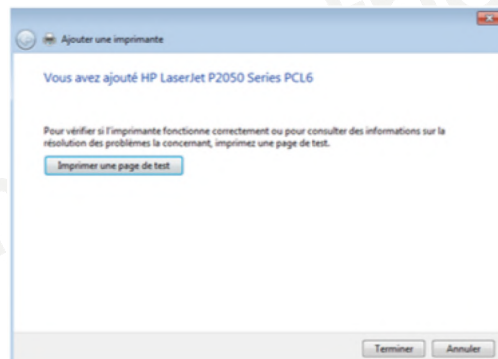 Ajouter une imprimante
Vous avez ajouté HP LaserJet P2050 Series PCL6
Pour vérifier si l'imprimante fonctionne correctement ou pour consulter des informations sur la
résolution des problèmes la concernant, imprimez une page de test.
Imprimer une page de test
Terminer
Annuler